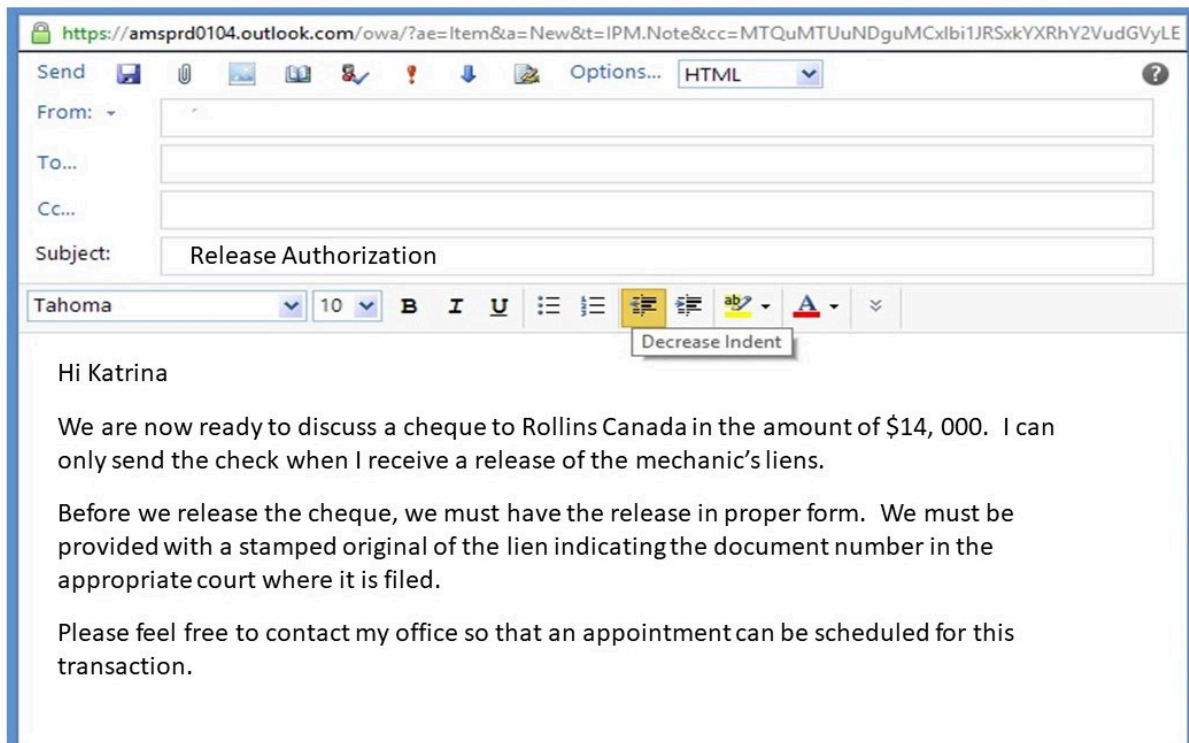 https://amsprd0104.outlook.com/owa/?ae=Item&a=New&t=IPM.Note&cc=MTQuMTUuNDguMCxlbi1JRSxkYXRhY2VudGVyLE
Send Options... HTML ?
From:
To...
Cc...
Subject: Release Authorization
Tahoma 10 B I U ab A
Decrease Indent
Hi Katrina
We are now ready to discuss a cheque to Rollins Canada in the amount of $14, 000. I can
only send the check when I receive a release of the mechanic’s liens.
Before we release the cheque, we must have the release in proper form. We must be
provided with a stamped original of the lien indicating the document number in the
appropriate court where it is filed.
Please feel free to contact my office so that an appointment can be scheduled for this
transaction.